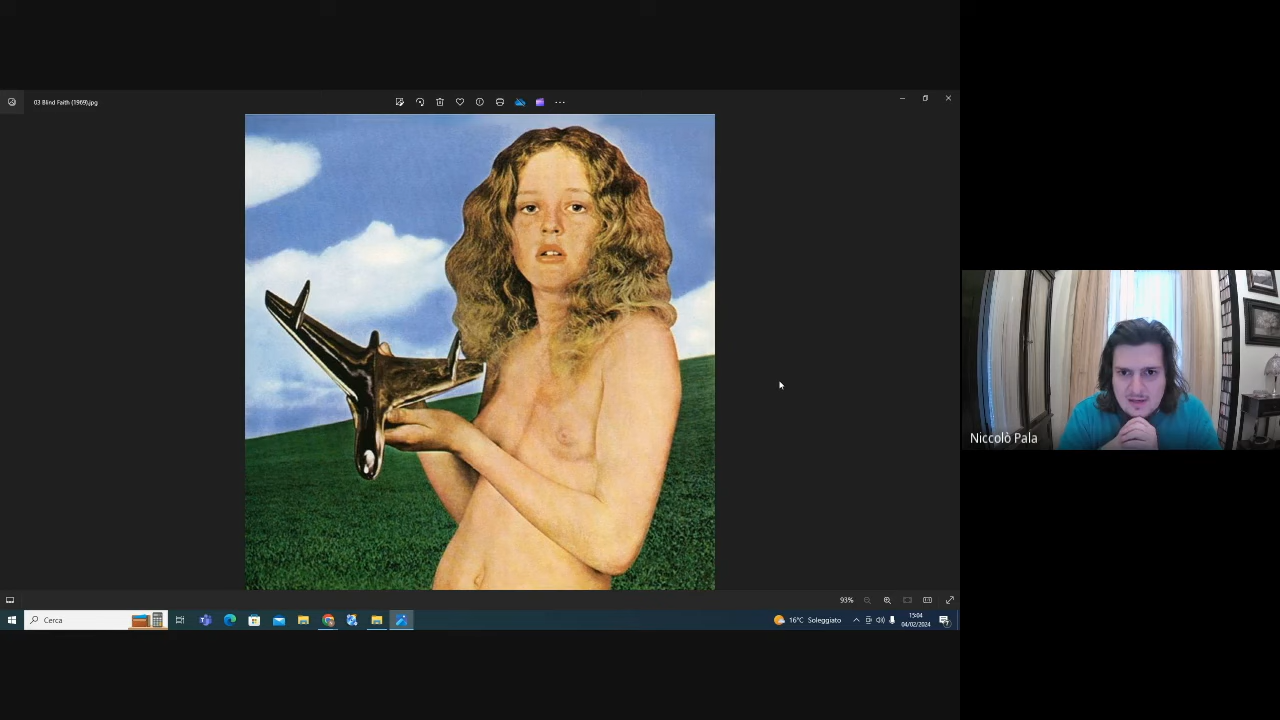 03 Blind Faith (1969).jpg
Niccolò Pala
93%
Cerca
16°C Soleggiato
15:04
04/02/2024